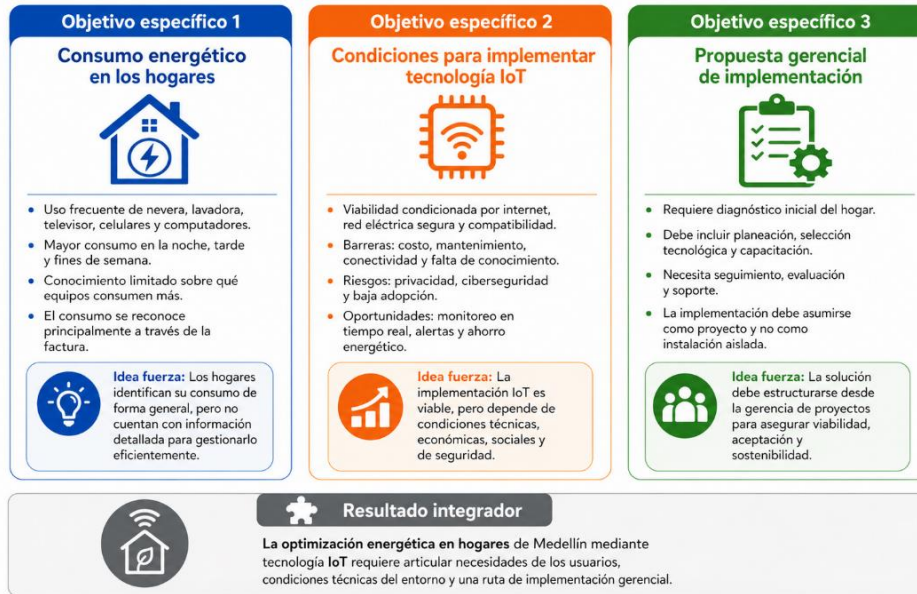 Objetivo específico 1
Consumo energético
en los hogares
• Uso frecuente de nevera, lavadora,
televisor, celulares y computadores.
• Mayor consumo en la noche, tarde
y fines de semana.
• Conocimiento limitado sobre qué
equipos consumen más.
• El consumo se reconoce
principalmente a través de la
factura.
Idea fuerza: Los hogares
identifican su consumo de
forma general, pero no
cuentan con información
detallada para gestionarlo
eficientemente.
Objetivo específico 2
Condiciones para implementar
tecnología IoT
• Viabilidad condicionada por internet,
red eléctrica segura y compatibilidad.
• Barreras: costo, mantenimiento,
conectividad y falta de conocimiento.
• Riesgos: privacidad, ciberseguridad
y baja adopción.
• Oportunidades: monitoreo en
tiempo real, alertas y ahorro
energético.
Idea fuerza: La
implementación IoT es
viable, pero depende de
condiciones técnicas,
económicas, sociales y
de seguridad.
Objetivo específico 3
Propuesta gerencial
de implementación
• Requiere diagnóstico inicial del hogar.
• Debe incluir planeación, selección
tecnológica y capacitación.
• Necesita seguimiento, evaluación
y soporte.
• La implementación debe asumirse
como proyecto y no como
instalación aislada.
Idea fuerza: La solución
debe estructurarse desde
la gerencia de proyectos
para asegurar viabilidad,
aceptación y
sostenibilidad.
Resultado integrador
La optimización energética en hogares de Medellín mediante
tecnología IoT requiere articular necesidades de los usuarios,
condiciones técnicas del entorno y una ruta de implementación gerencial.